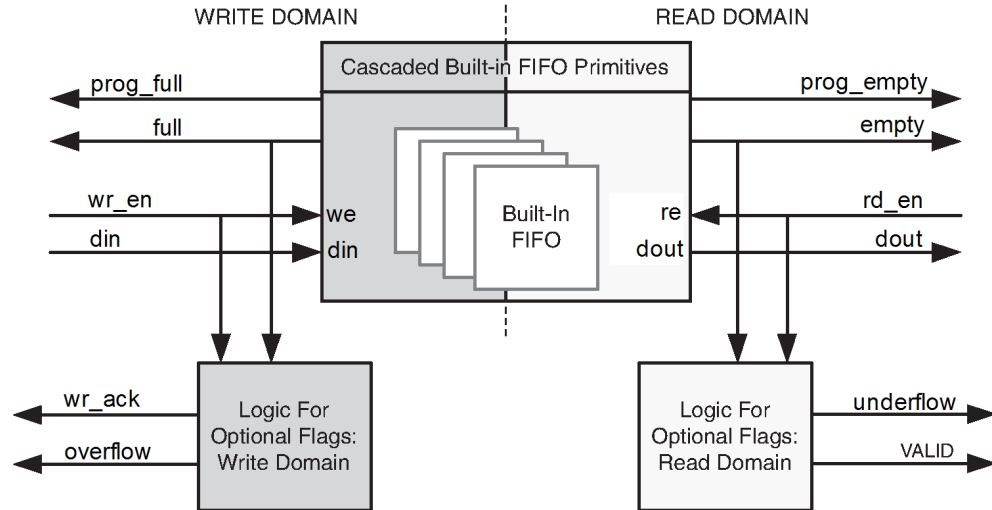 WRITE DOMAIN
READ DOMAIN
Cascaded Built-in FIFO Primitives
prog_full
prog_empty
full
empty
wr_en
we
re
rd_en
din
din
dout
dout
Built-In
FIFO
wr_ack
overflow
Logic For
Optional Flags:
Write Domain
Logic For
Optional Flags:
Read Domain
underflow
VALID